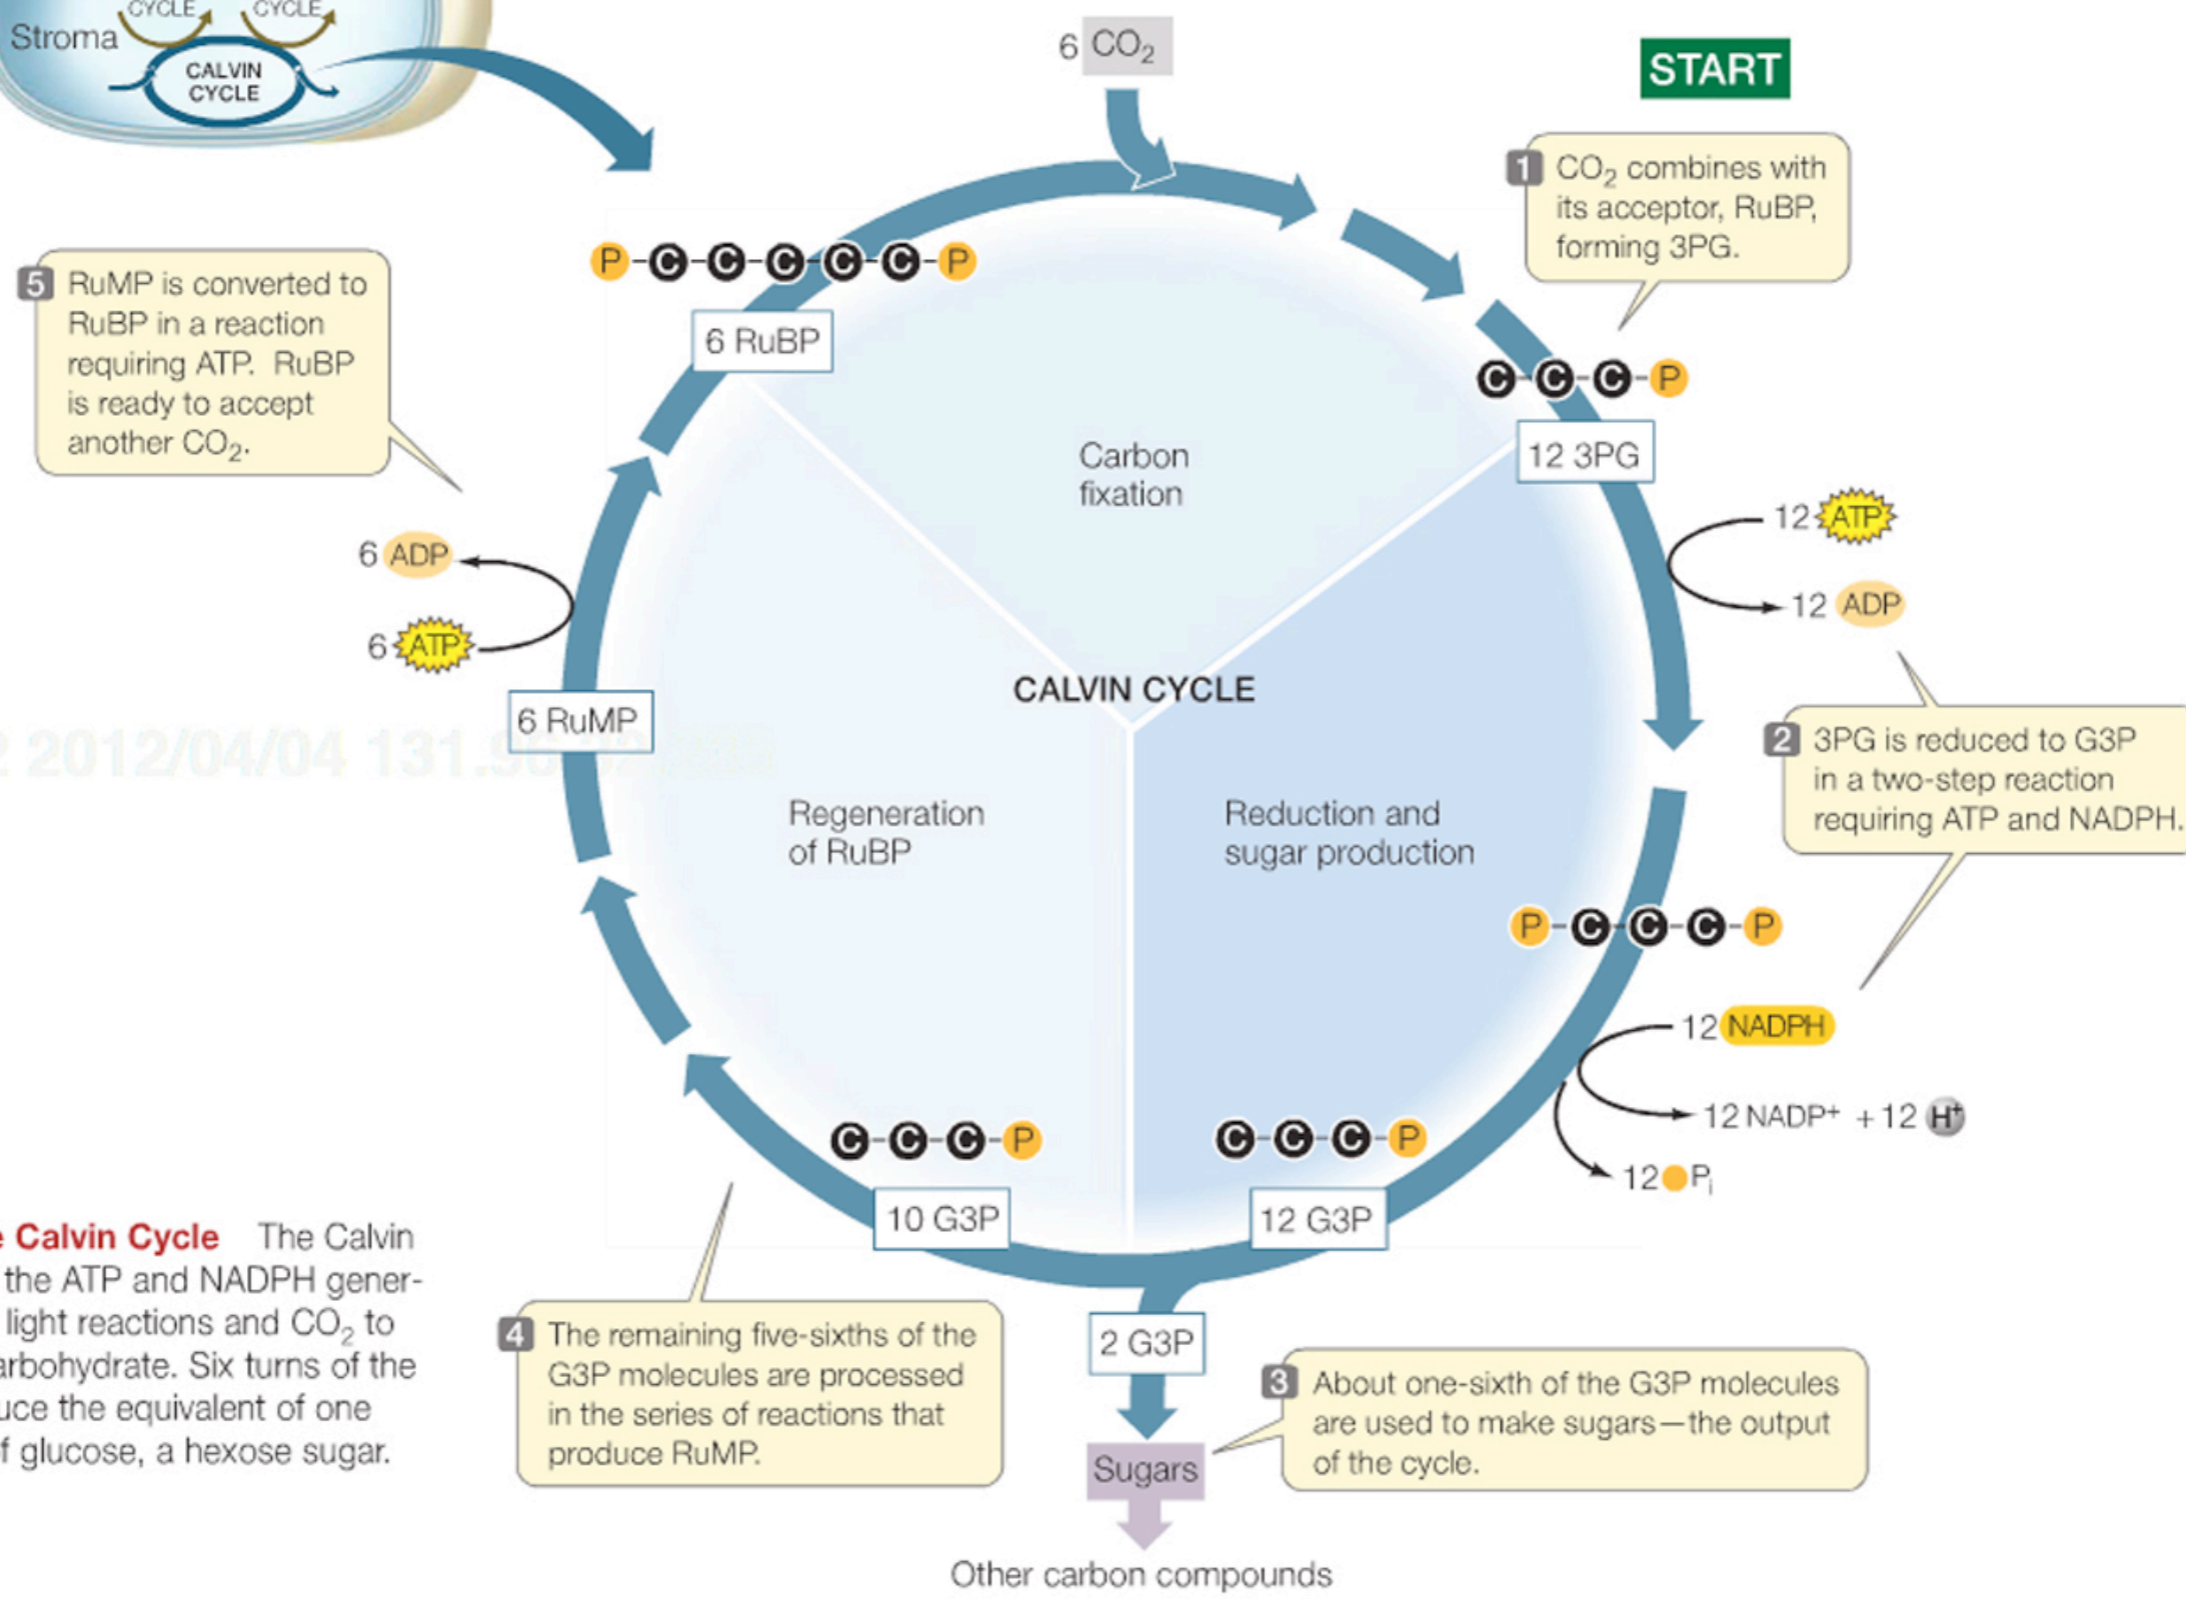 CYCLE CYCLE
Stroma
CALVIN
CYCLE
6 CO2
START
1 CO2 combines with
its acceptor, RuBP,
forming 3PG.
5 RuMP is converted to
RuBP in a reaction
requiring ATP. RuBP
is ready to accept
another CO2.
P-C-C-C-C-C-P
6 RuBP
C-C-C-P
12 3PG
Carbon
fixation
12 ATP
12 ADP
6 ADP
6 ATP
CALVIN CYCLE
6 RuMP
2 2012/04/04 131.96
2 3PG is reduced to G3P
in a two-step reaction
requiring ATP and NADPH.
Regeneration
of RuBP
Reduction and
sugar production
P-C-C-C-P
12 NADPH
12 NADP+ + 12 H+
12 Pi
C-C-C-P
C-C-C-P
10 G3P
12 G3P
Calvin Cycle The Calvin
the ATP and NADPH gener-
light reactions and CO2 to
arbohydrate. Six turns of the
uce the equivalent of one
f glucose, a hexose sugar.
4 The remaining five-sixths of the
G3P molecules are processed
in the series of reactions that
produce RuMP.
2 G3P
3 About one-sixth of the G3P molecules
are used to make sugars—the output
of the cycle.
Sugars
Other carbon compounds